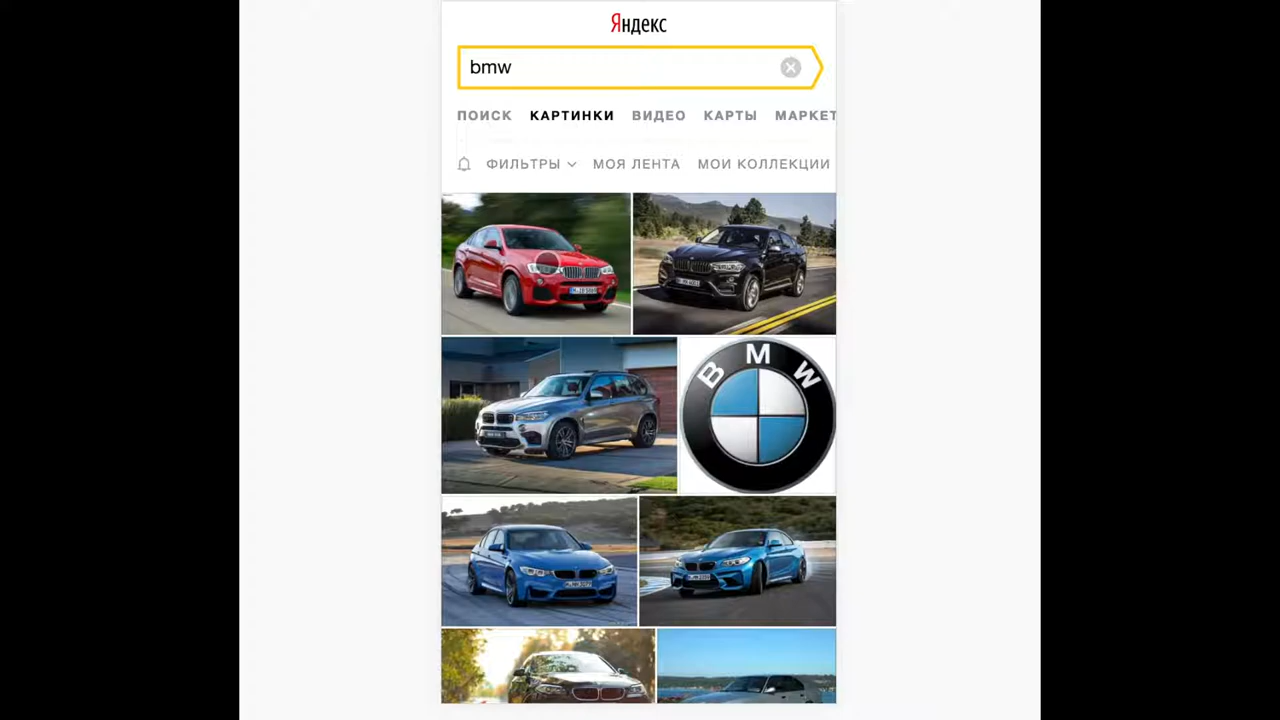 Яндекс
bmw
ПОИСК КАРТИНКИ ВИДЕО КАРТЫ МАРКЕТ
ФИЛЬТРЫ МОЯ ЛЕНТА МОИ КОЛЛЕКЦИИ
BMW